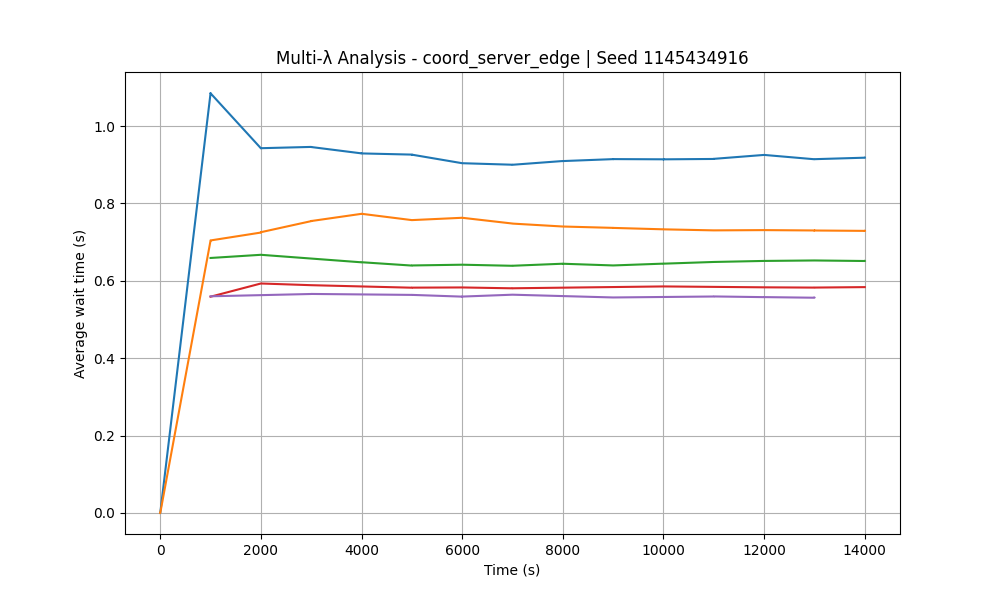 Multi-λ Analysis - coord_server_edge | Seed 1145434916
Average wait time (s)
1.0
0.8
0.6
0.4
0.2
0.0
0 2000 4000 6000 8000 10000 12000 14000
Time (s)